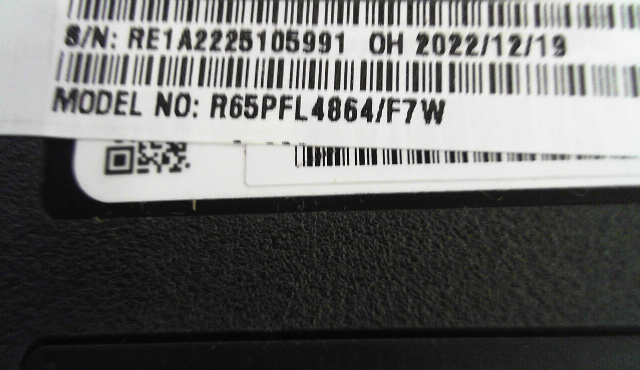 S/N: RE1A2225105991 OH 2022/12/19
MODEL NO: R65PFL4864/F7W